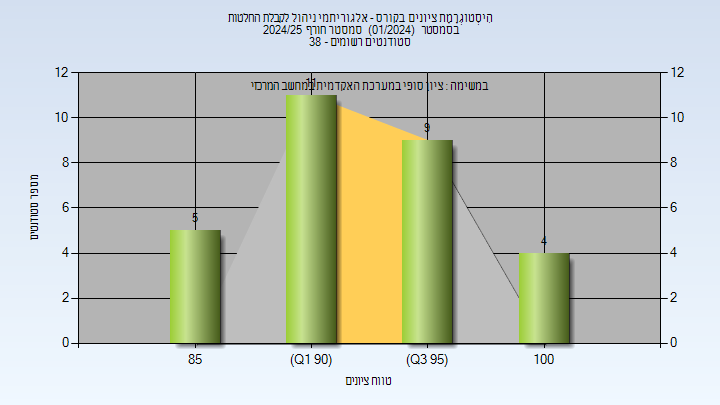 היסטוגרמת ציונים בקורס - אלגוריתמי ניהול לקבלת החלטות
בסמסטר (01/2024) סמסטר חורף 2024/25
סטודנטים רשומים - 38
במשימה : ציון סופי במערכת האקדמית במחשב המרכזי
12
10
8
6
4
2
0
12
10
8
6
4
2
0
מספר סטודנטים
5
11
9
4
85
(Q1 90)
(Q3 95)
100
טווח ציונים